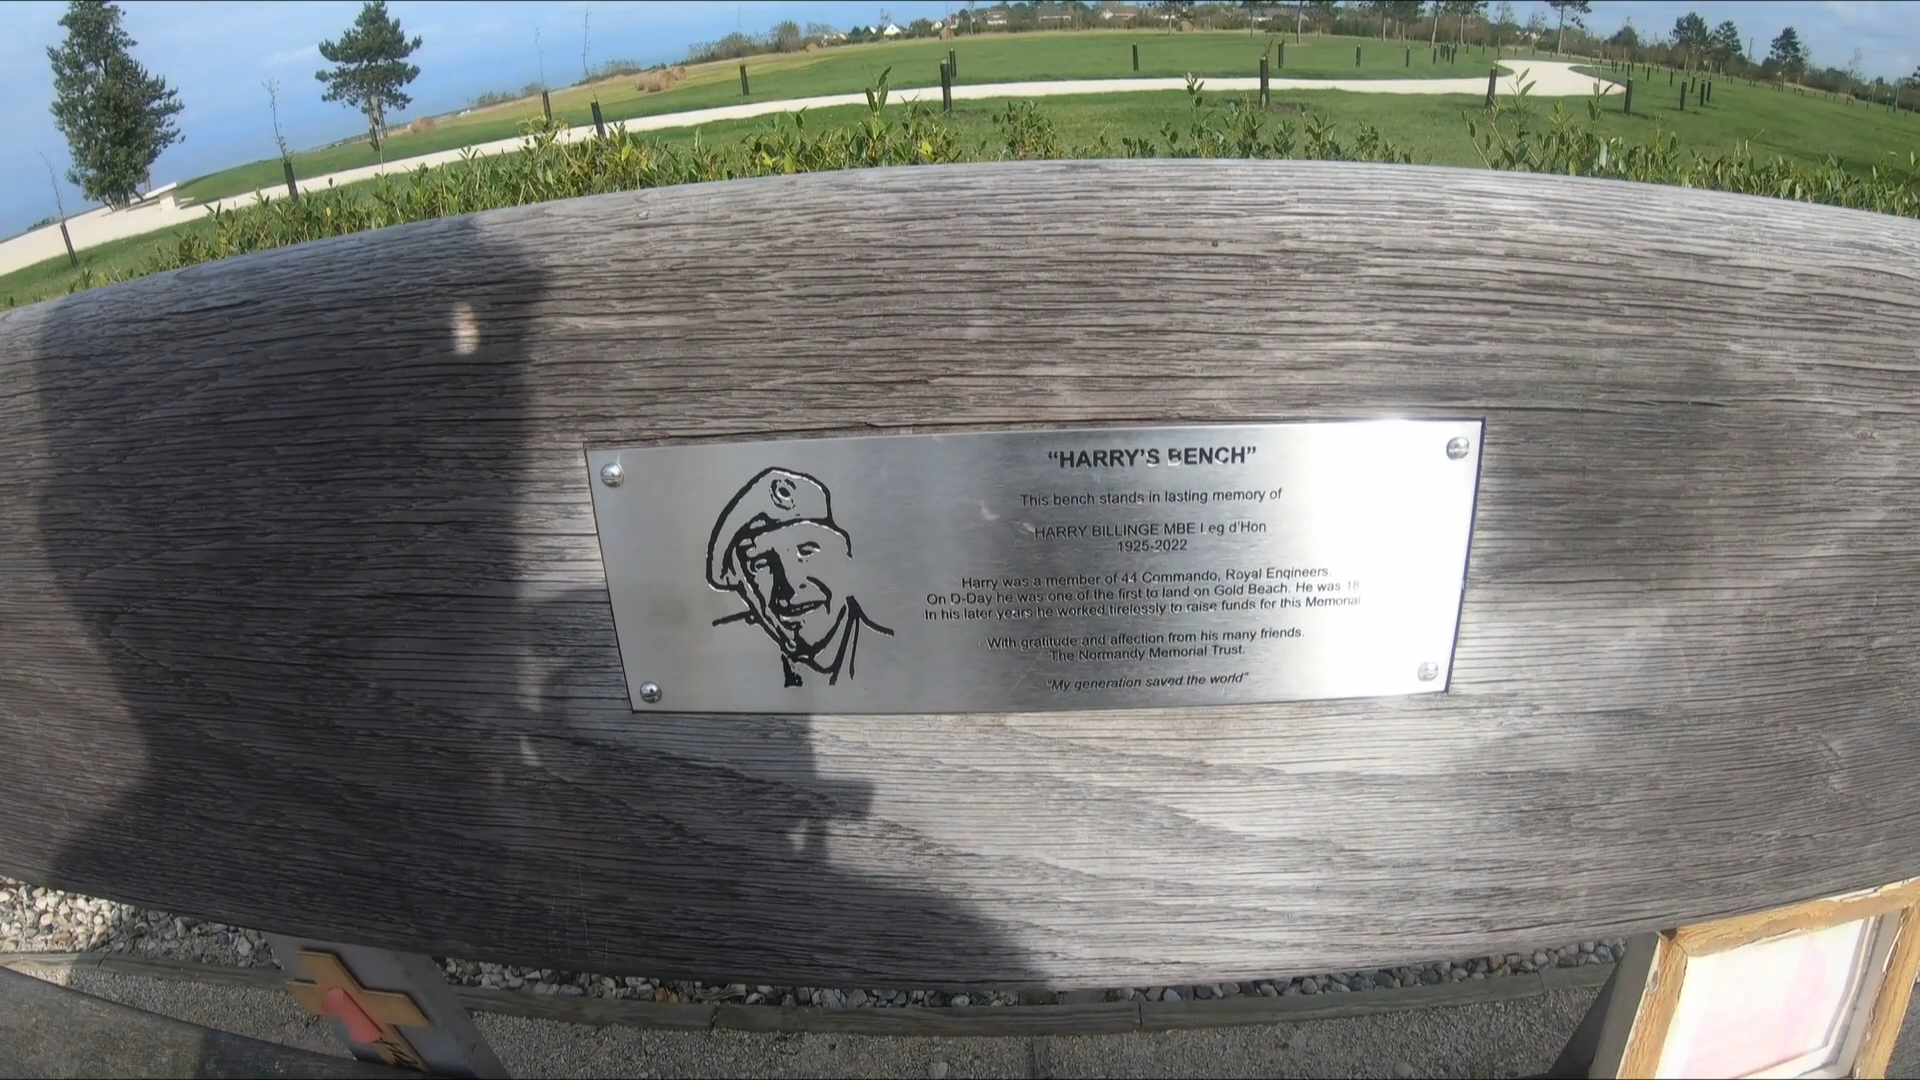 “HARRY’S BENCH”
This bench stands in lasting memory of
HARRY BILLINGE MBE Leg d’Hon
1925-2022
Harry was a member of 44 Commando, Royal Engineers.
On D-Day he was one of the first to land on Gold Beach. He was 18
In his later years he worked tirelessly to raise funds for this Memorial
With gratitude and affection from his many friends.
The Normandy Memorial Trust.
“My generation saved the world”